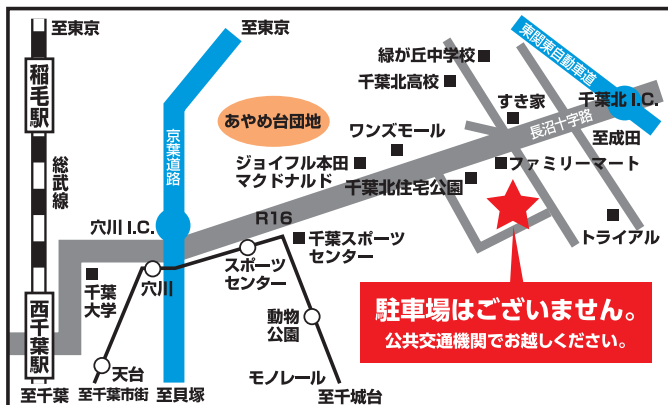 至東京
稲毛駅
総武線
西千葉駅
至千葉
至東京
京葉道路
穴川 I.C.
至貝塚
あやめ台団地
緑が丘中学校
千葉北高校
すき家
東関東自動車道
千葉北 I.C.
長沼十字路
至成田
ワンズモール
ジョイフル本田
マクドナルド
ファミリーマート
千葉北住宅公園
トライアル
R16
千葉スポーツ
センター
スポーツ
センター
穴川
千葉
大学
動物
公園
天台
至千葉市街
モノレール
至千城台
駐車場はございません。
公共交通機関でお越しください。